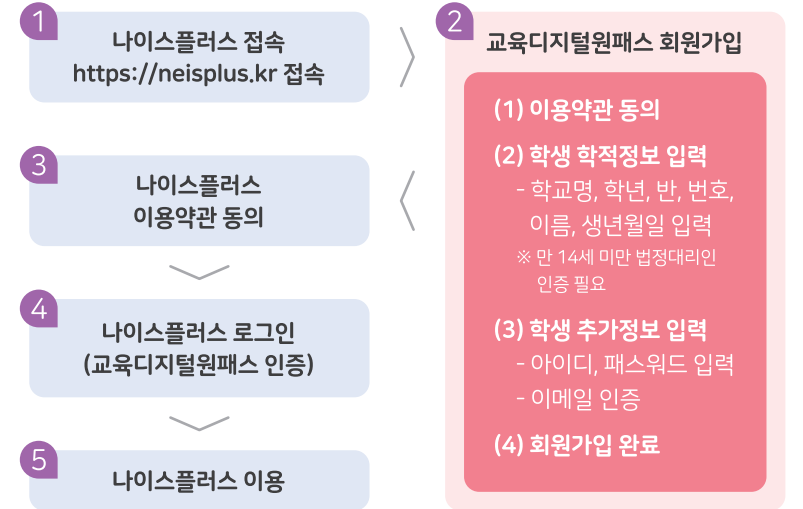 1
나이스플러스 접속
https://neisplus.kr 접속
2
교육디지털원패스 회원가입
(1) 이용약관 동의
(2) 학생 학적정보 입력
- 학교명, 학년, 반, 번호,
이름, 생년월일 입력
※ 만 14세 미만 법정대리인
인증 필요
(3) 학생 추가정보 입력
- 아이디, 패스워드 입력
- 이메일 인증
(4) 회원가입 완료
3
나이스플러스
이용약관 동의
4
나이스플러스 로그인
(교육디지털원패스 인증)
5
나이스플러스 이용